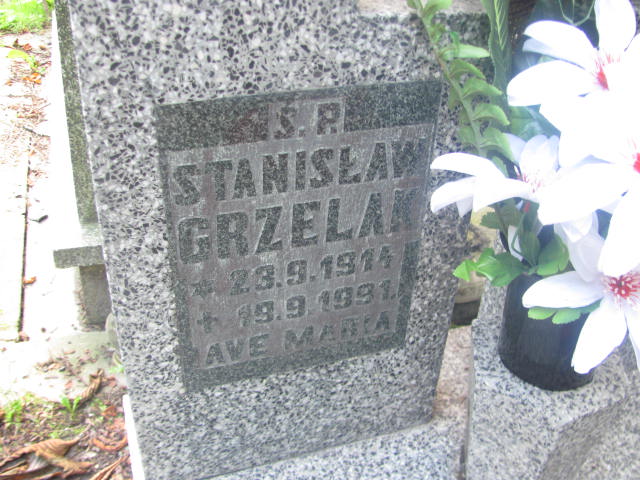 Ś.P.
STANISŁAW
GRZELAK
* 23.9.1914
+ 19.9.1991.
AVE MARIA